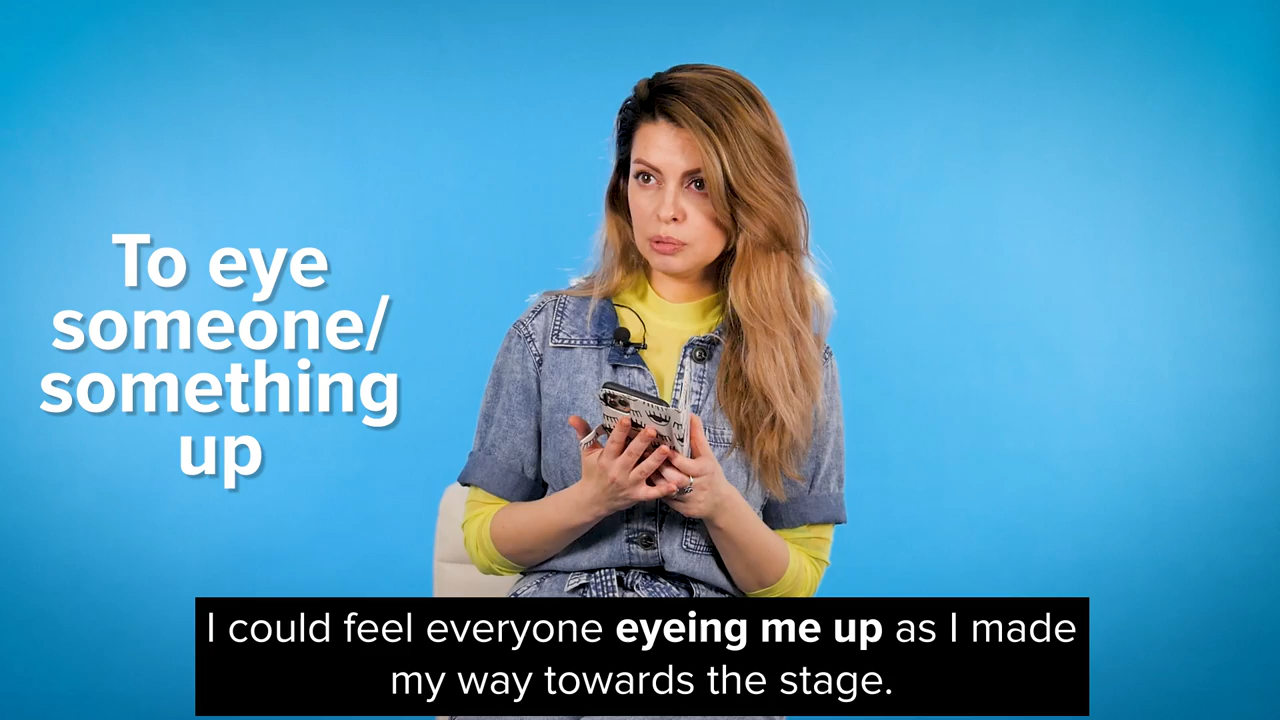 To eye
someone/
something
up
I could feel everyone eyeing me up as I made
my way towards the stage.